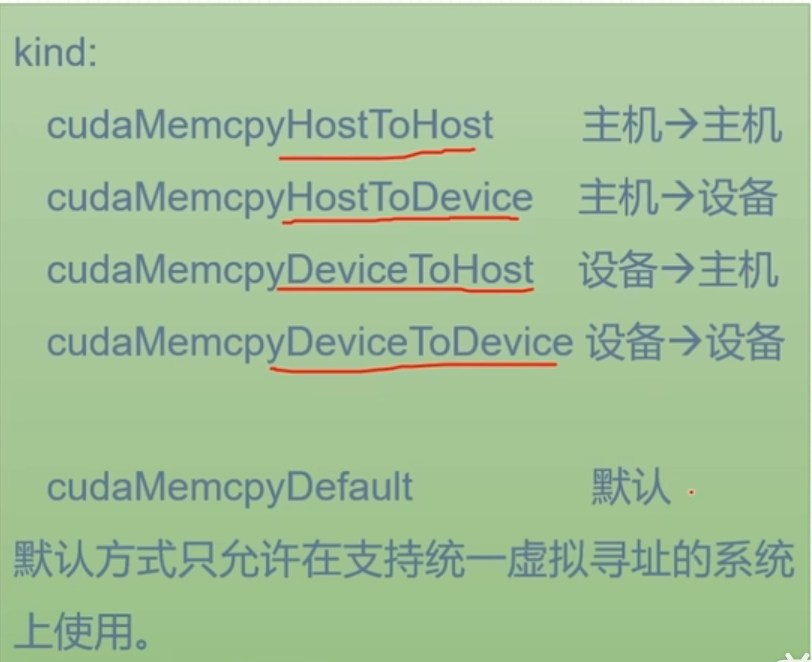 kind:
cudaMemcpyHostToHost 主机→主机
cudaMemcpyHostToDevice 主机→设备
cudaMemcpyDeviceToHost 设备→主机
cudaMemcpyDeviceToDevice 设备→设备
cudaMemcpyDefault 默认
默认方式只允许在支持统一虚拟寻址的系统
上使用。